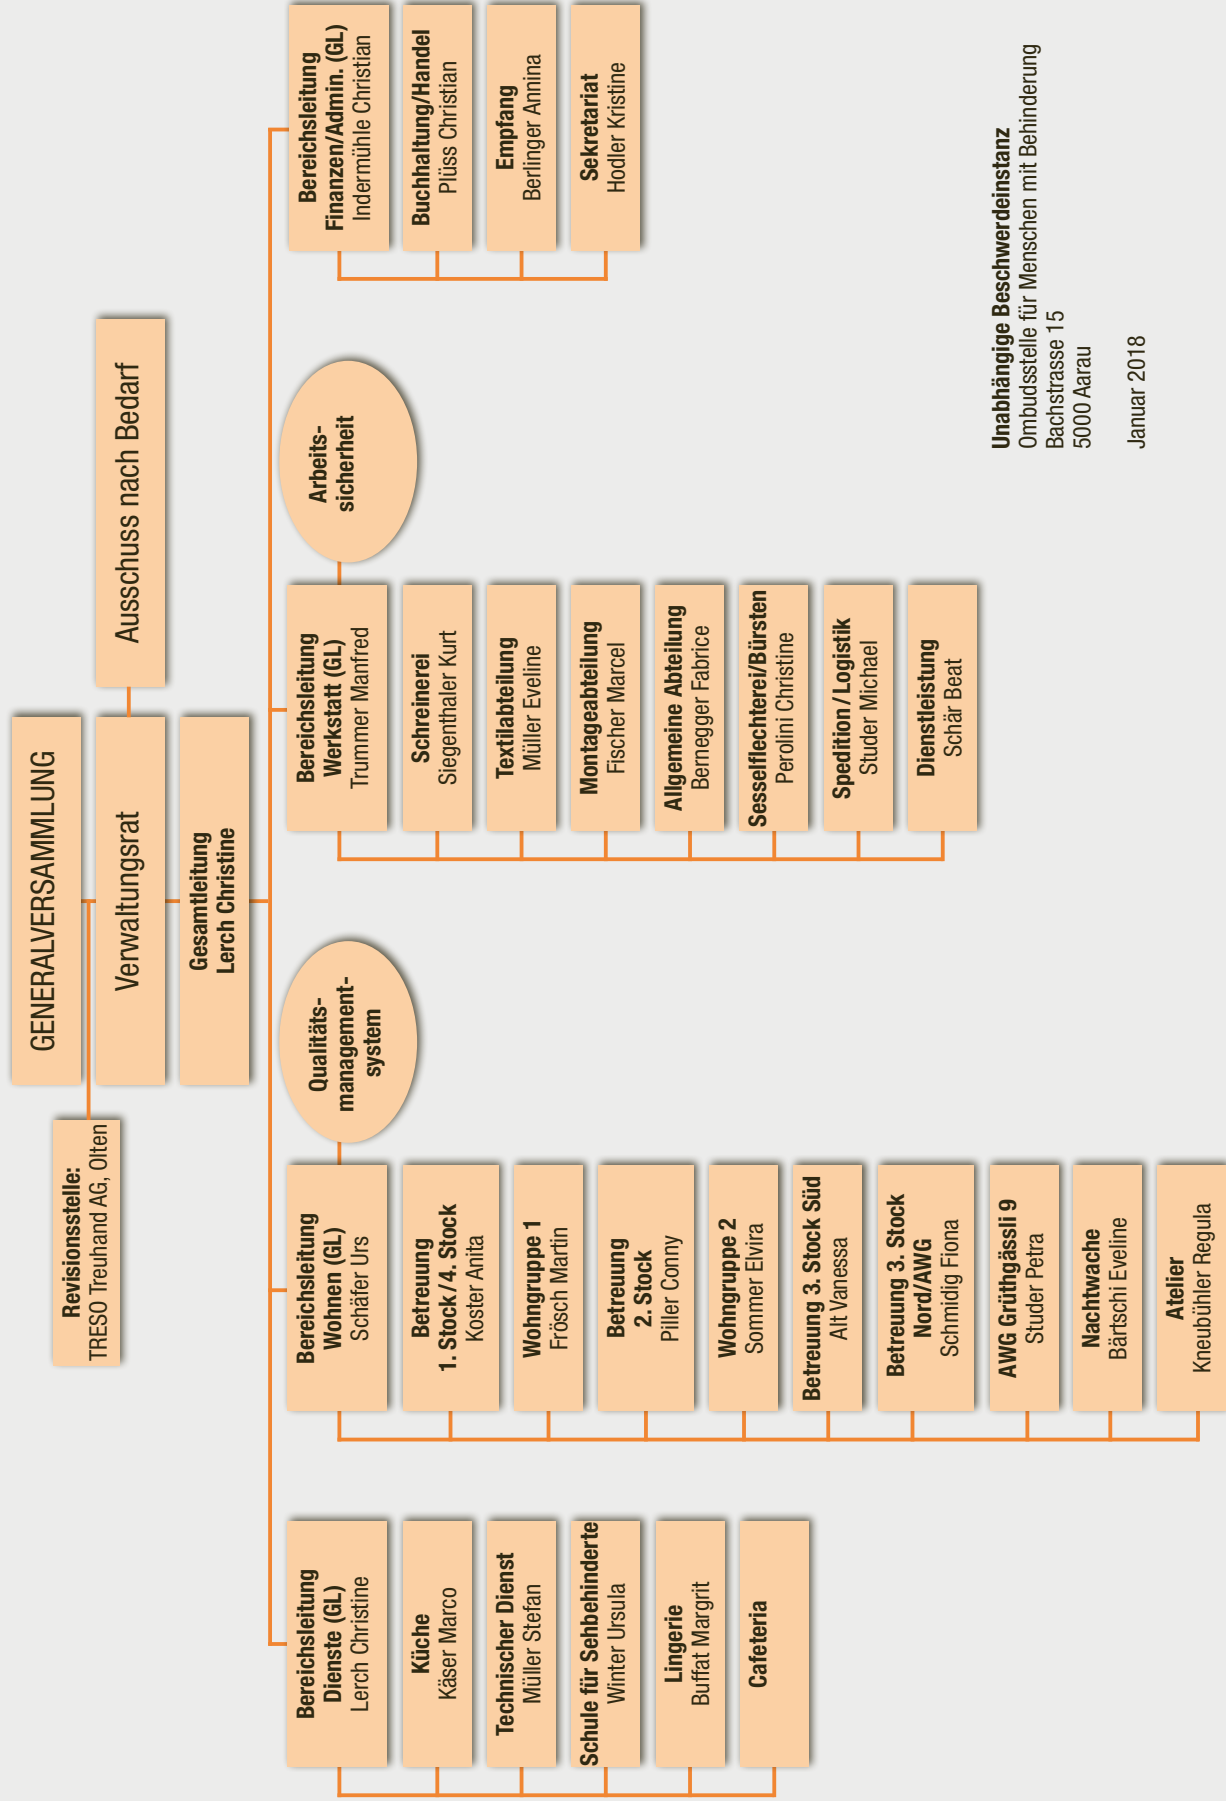 GENERALVERSAMMLUNG
Revisionsstelle:
TRESO Treuhand AG, Olten
Verwaltungsrat
Ausschuss nach Bedarf
Gesamtleitung
Lerch Christine
Bereichsleitung
Dienste (GL)
Lerch Christine
Küche
Käser Marco
Technischer Dienst
Müller Stefan
Schule für Sehbehinderte
Winter Ursula
Lingerie
Buffat Margrit
Cafeteria
Bereichsleitung
Wohnen (GL)
Schäfer Urs
Qualitäts-
management-
system
Betreuung
1. Stock / 4. Stock
Koster Anita
Wohngruppe 1
Frösch Martin
Betreuung
2. Stock
Piller Conny
Wohngruppe 2
Sommer Elvira
Betreuung 3. Stock Süd
Alt Vanessa
Betreuung 3. Stock
Nord/AWG
Schmidig Fiona
AWG Grüthgässli 9
Studer Petra
Nachtwache
Bärtschi Eveline
Atelier
Kneubühler Regula
Bereichsleitung
Werkstatt (GL)
Trummer Manfred
Arbeits-
sicherheit
Schreinerei
Siegenthaler Kurt
Textilabteilung
Müller Eveline
Montageabteilung
Fischer Marcel
Allgemeine Abteilung
Bernegger Fabrice
Sesselflechterei/Bürsten
Perolini Christine
Spedition / Logistik
Studer Michael
Dienstleistung
Schär Beat
Bereichsleitung
Finanzen/Admin. (GL)
Indermühle Christian
Buchhaltung/Handel
Plüss Christian
Empfang
Berlinger Annina
Sekretariat
Hodler Kristine
Unabhängige Beschwerdeinstanz
Ombudsstelle für Menschen mit Behinderung
Bachstrasse 15
5000 Aarau
Januar 2018